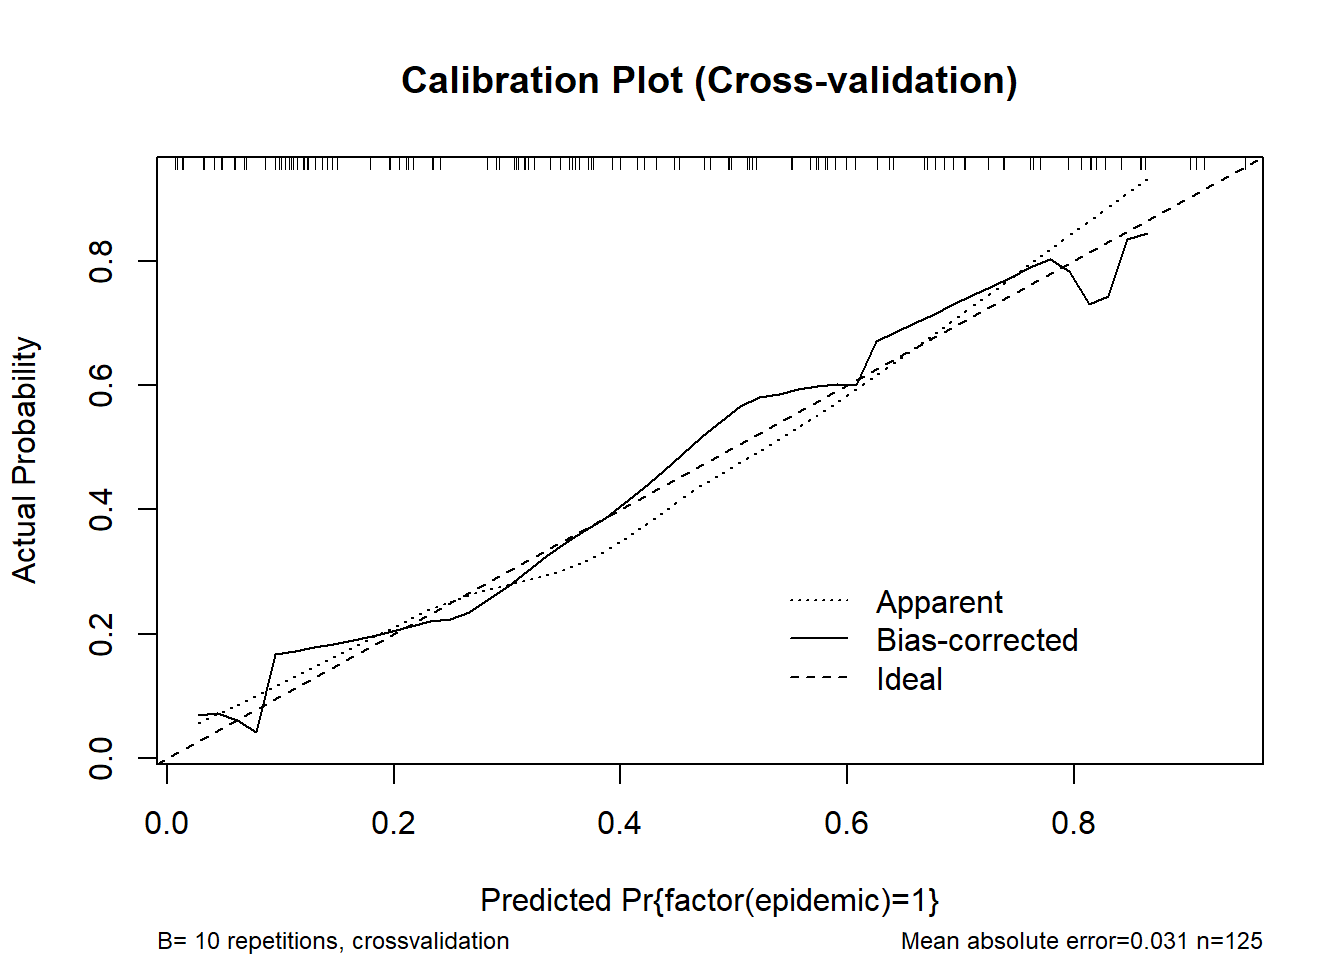 Calibration Plot (Cross-validation)
Actual Probability
0.8
0.6
0.4
0.2
0.0
Apparent
Bias-corrected
Ideal
0.0 0.2 0.4 0.6 0.8
Predicted Pr{factor(epidemic)=1}
B= 10 repetitions, crossvalidation
Mean absolute error=0.031 n=125